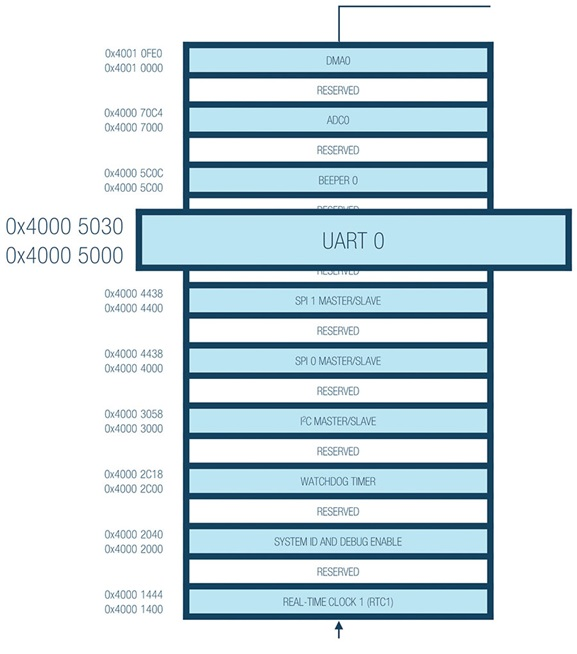 0x4001 0FE0
0x4001 0000
DMA0
RESERVED
0x4000 70C4
0x4000 7000
ADC0
RESERVED
0x4000 5C0C
0x4000 5C00
BEEPER 0
RESERVED
0x4000 5030
0x4000 5000
UART 0
RESERVED
0x4000 4438
0x4000 4400
SPI 1 MASTER/SLAVE
RESERVED
0x4000 4438
0x4000 4000
SPI 0 MASTER/SLAVE
RESERVED
0x4000 3058
0x4000 3000
I²C MASTER/SLAVE
RESERVED
0x4000 2C18
0x4000 2C00
WATCHDOG TIMER
RESERVED
0x4000 2040
0x4000 2000
SYSTEM ID AND DEBUG ENABLE
RESERVED
0x4000 1444
0x4000 1400
REAL-TIME CLOCK 1 (RTC1)